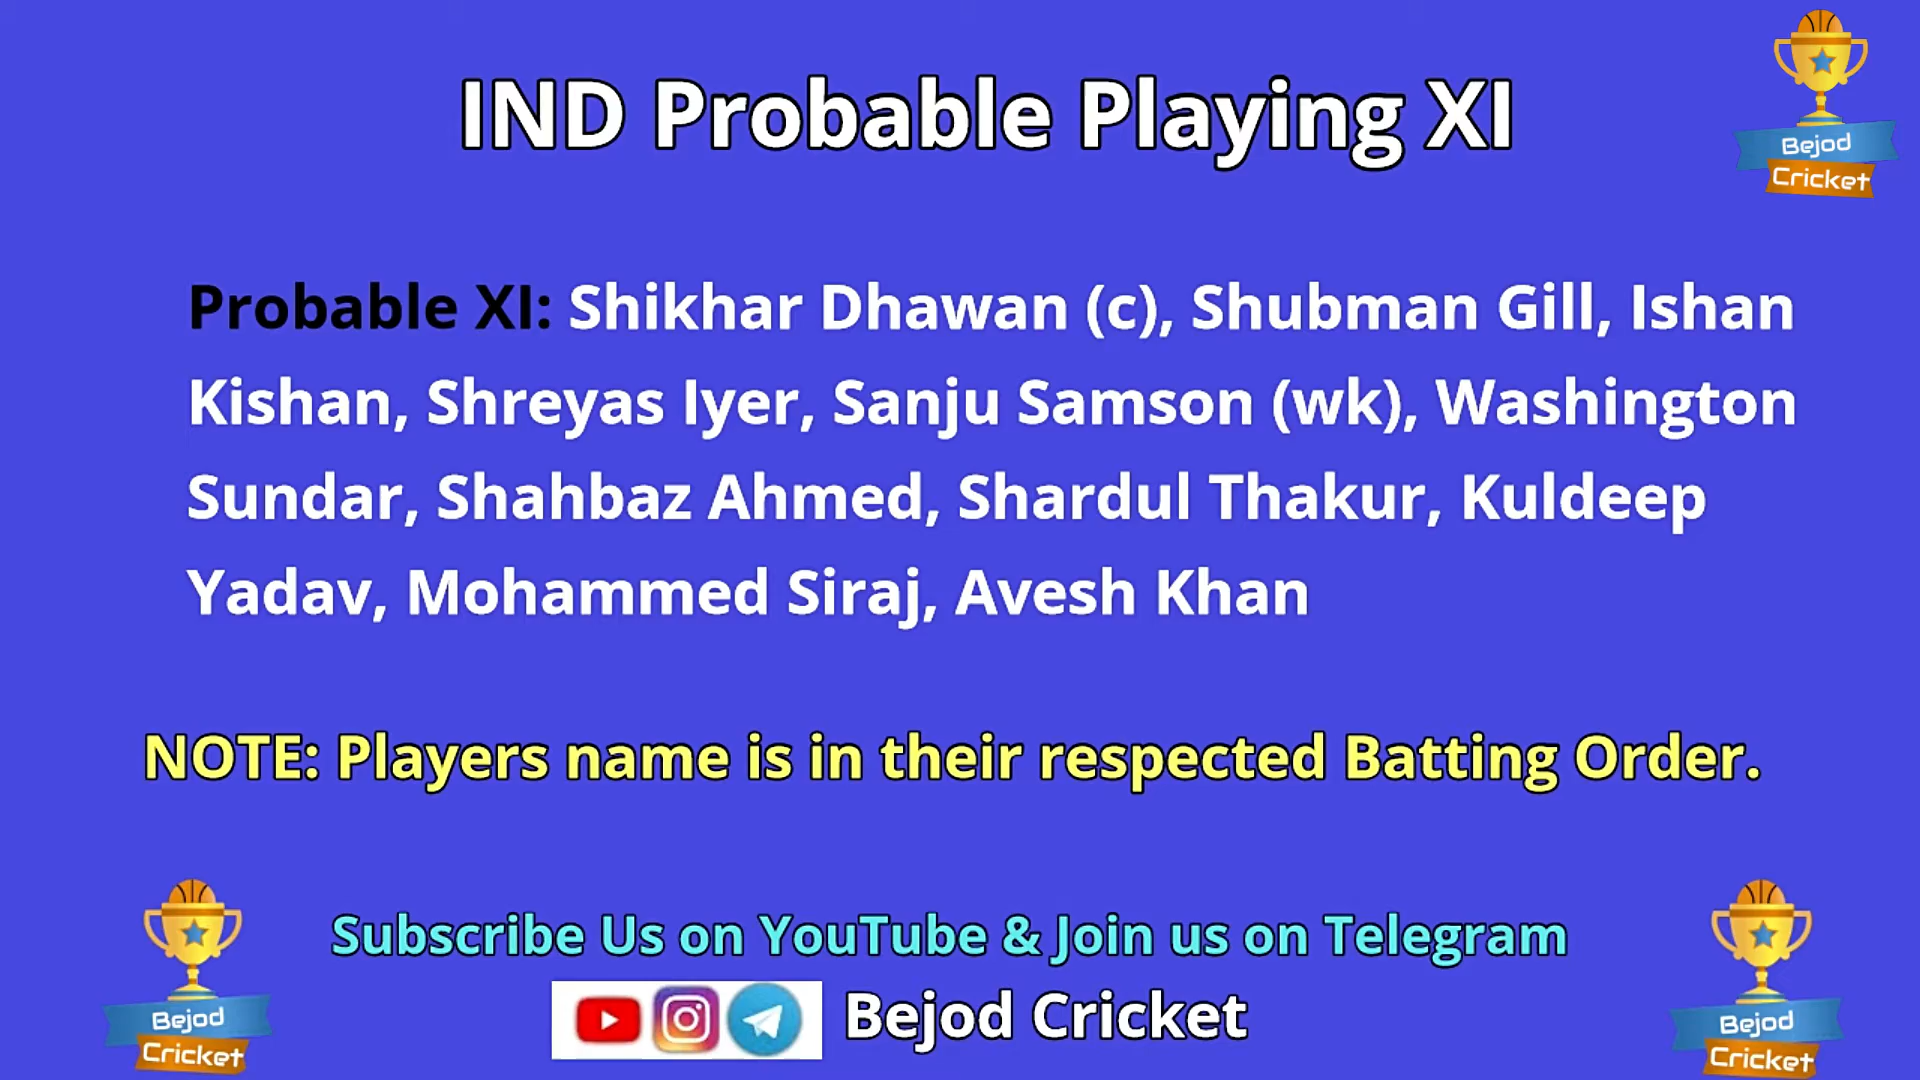 IND Probable Playing XI
Bejod
Cricket
Probable XI: Shikhar Dhawan (c), Shubman Gill, Ishan
Kishan, Shreyas Iyer, Sanju Samson (wk), Washington
Sundar, Shahbaz Ahmed, Shardul Thakur, Kuldeep
Yadav, Mohammed Siraj, Avesh Khan
NOTE: Players name is in their respected Batting Order.
Subscribe Us on YouTube & Join us on Telegram
Bejod Cricket
Bejod
Cricket
Bejod
Cricket